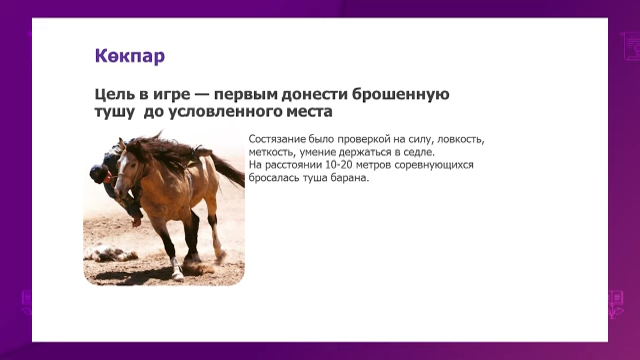 Көкпар
Цель в игре — первым донести брошенную
тушу до условленного места
Состязание было проверкой на силу, ловкость,
меткость, умение держаться в седле.
На расстоянии 10-20 метров соревнующихся
бросалась туша барана.